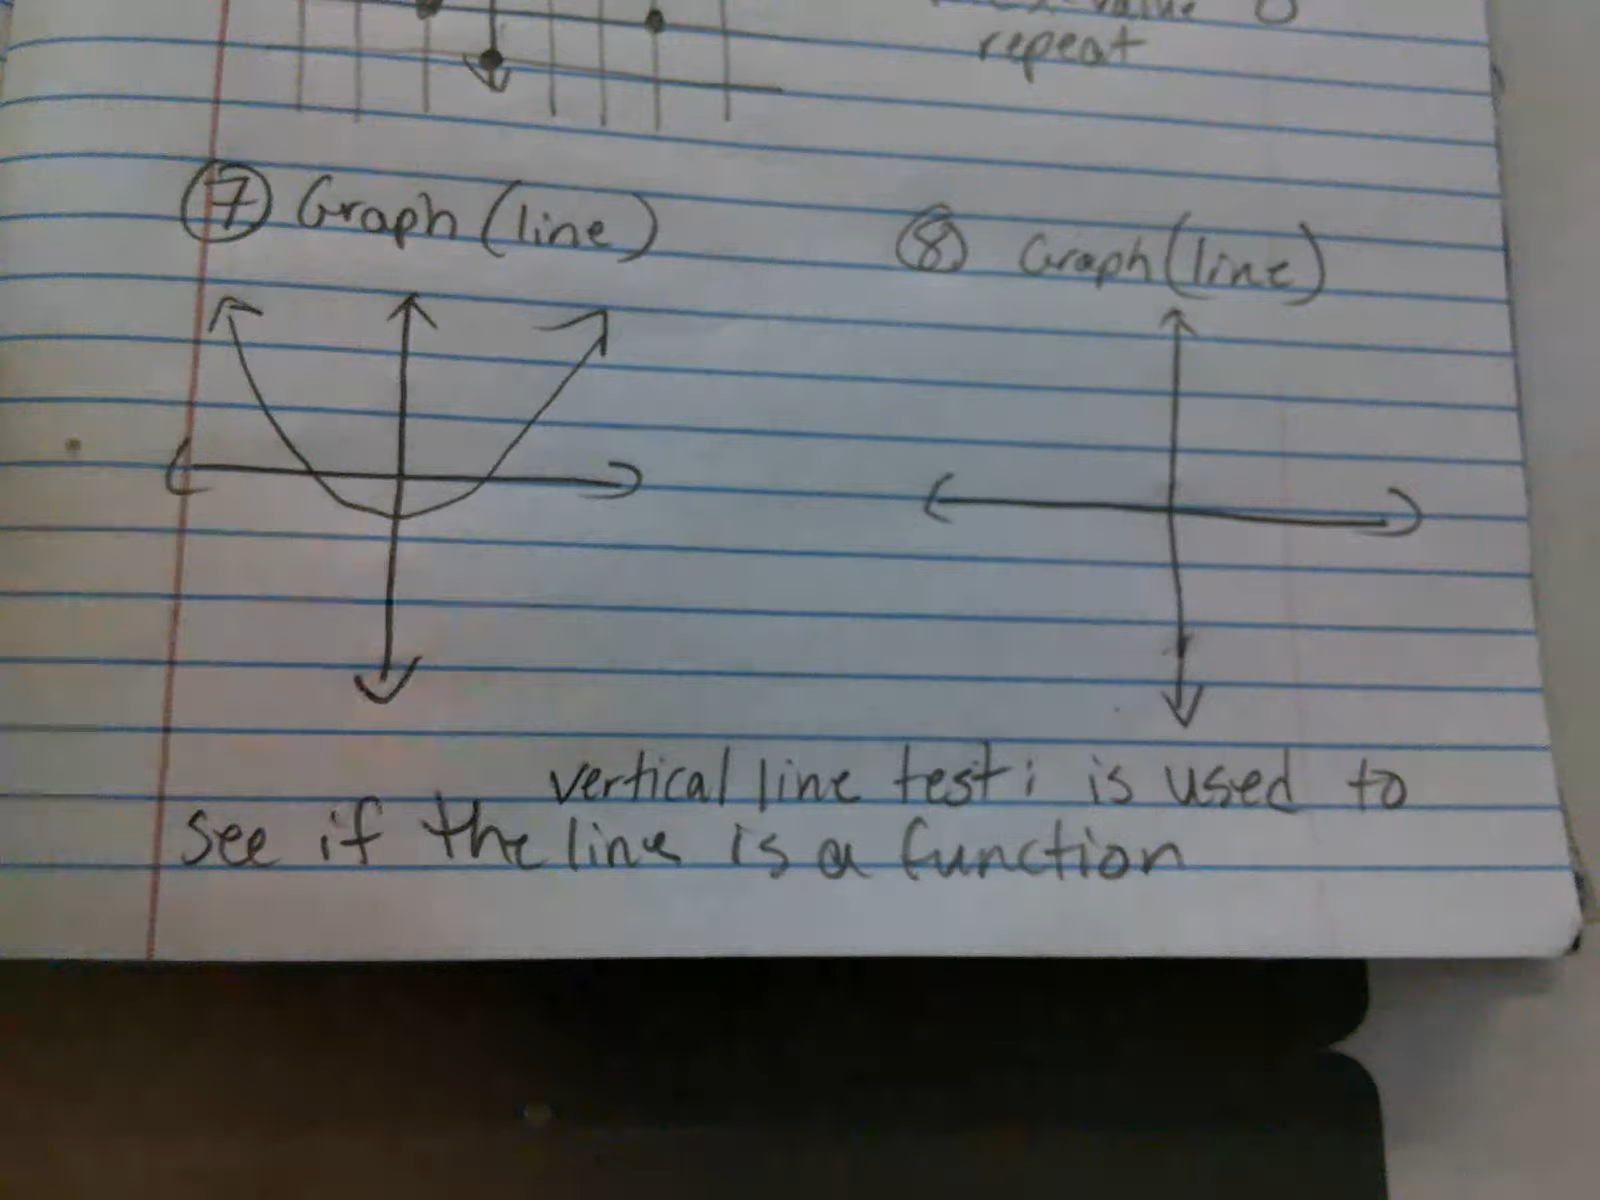 value
repeat
7 Graph (line)
8 Graph (line)
vertical line test: is used to
see if the line is a function